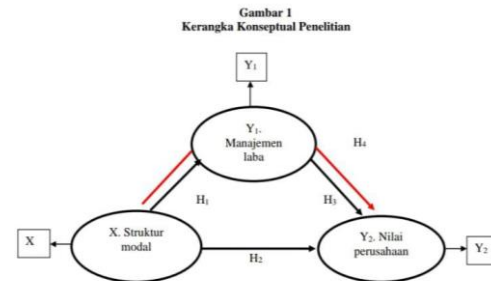 Gambar 1
Kerangka Konseptual Penelitian
Y1
Y1.
Manajemen
laba
H4
H1
H3
X
X. Struktur
modal
H2
Y2. Nilai
perusahaan
Y2